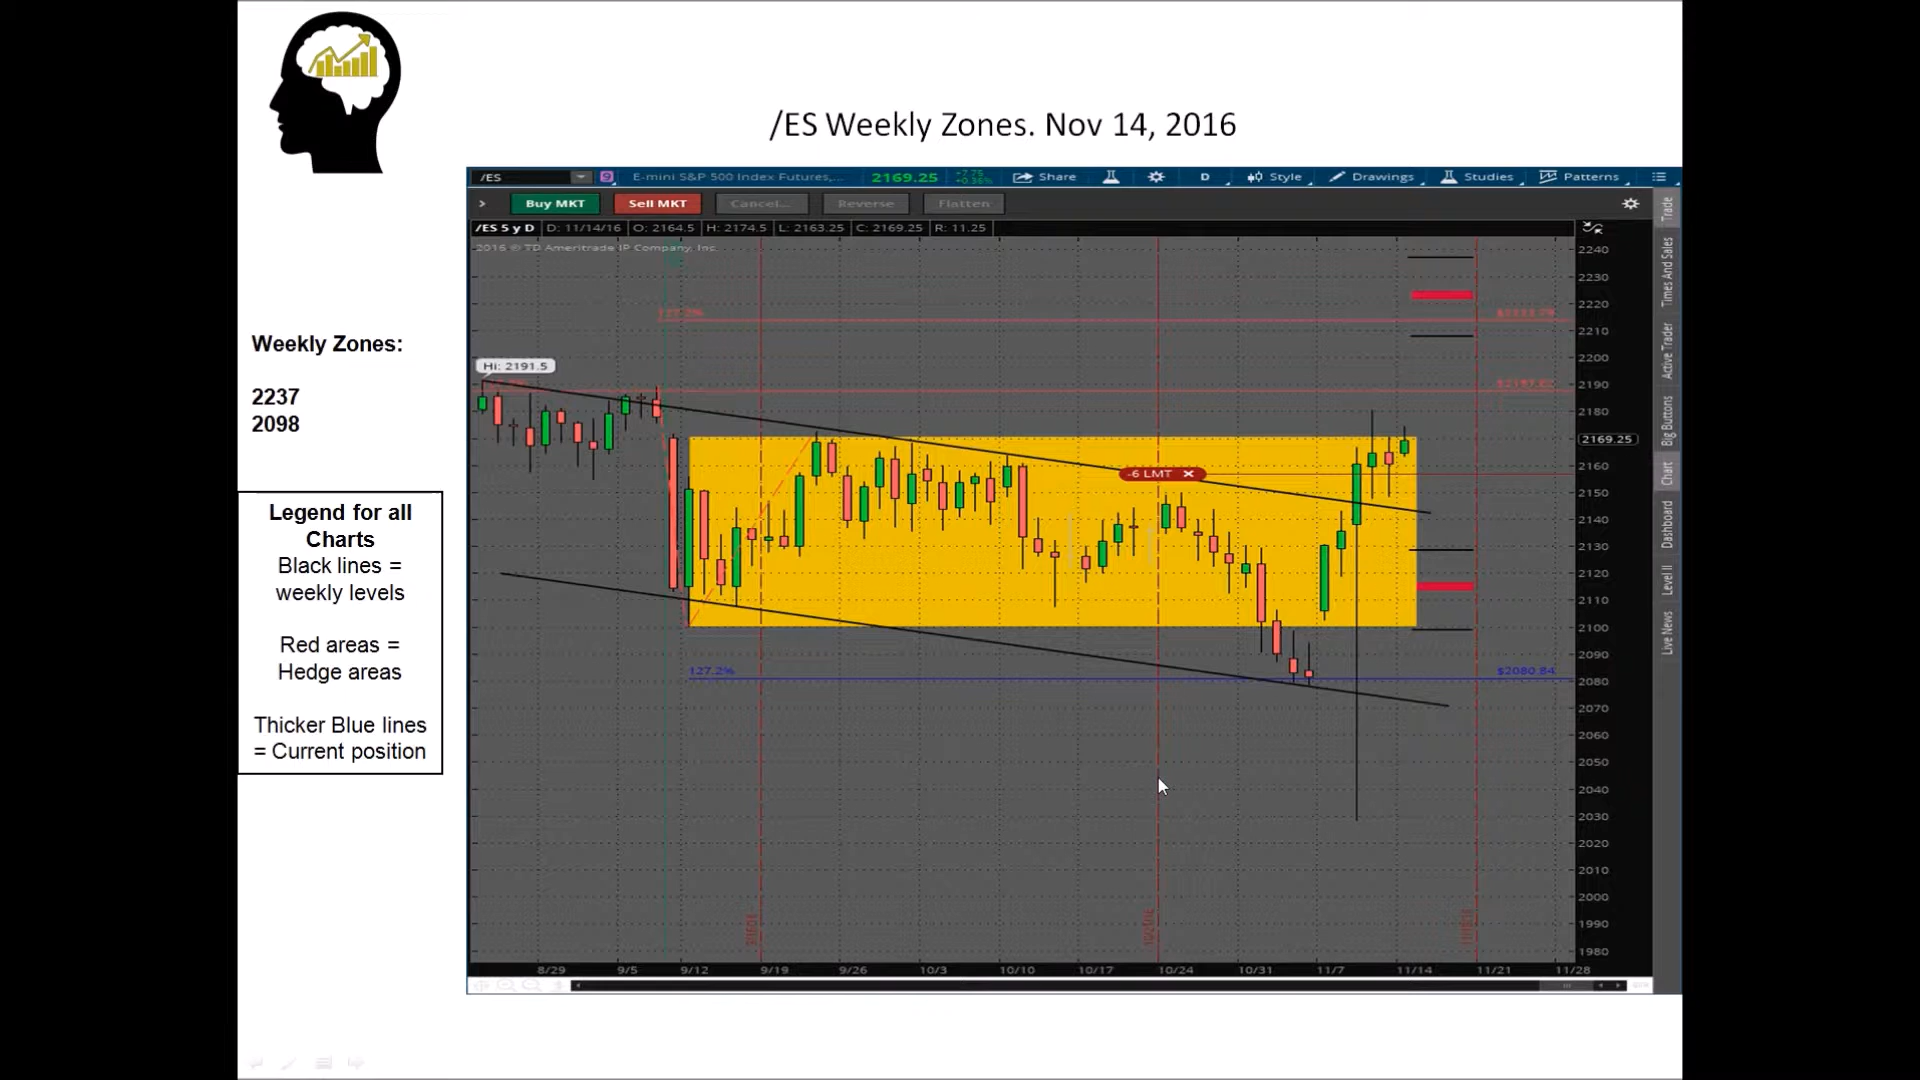 /ES Weekly Zones. Nov 14, 2016
Weekly Zones:
2237
2098
Legend for all
Charts
Black lines =
weekly levels
Red areas =
Hedge areas
Thicker Blue lines
= Current position
/ES E-mini S&P 500 Index Futures,... 2169.25 +7.75 +0.36% Share D Style Drawings Studies Patterns
Buy MKT Sell MKT Cancel... Reverse Flatten
/ES 5 y D D: 11/14/16 O: 2164.5 H: 2174.5 L: 2163.25 C: 2169.25 R: 11.25
2016 © TD Ameritrade IP Company, Inc.
127.2%
Hi: 2191.5
-6 LMT
127.2% $2080.84
2240
2230
2220
2210
2200
2190
2180
2169.25
2160
2150
2140
2130
2120
2110
2100
2090
2080
2070
2060
2050
2040
2030
2020
2010
2000
1990
1980
8/29 9/5 9/12 9/19 9/26 10/3 10/10 10/17 10/24 10/31 11/7 11/14 11/21 11/28
Trade
Times And Sales
Active Trader
Big Buttons
Chart
Dashboard
Level II
Live News